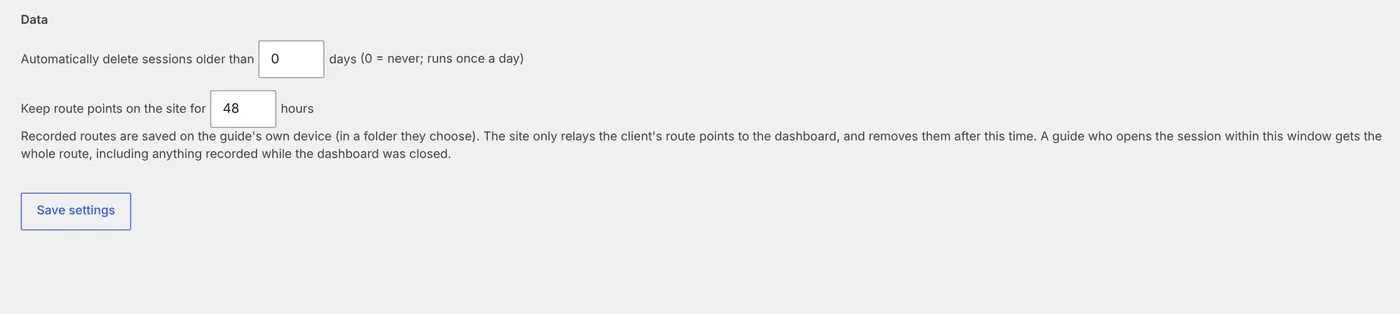 Data
Automatically delete sessions older than 0 days (0 = never; runs once a day)
Keep route points on the site for 48 hours
Recorded routes are saved on the guide's own device (in a folder they choose). The site only relays the client's route points to the dashboard, and removes them after this time. A guide who opens the session within this window gets the
whole route, including anything recorded while the dashboard was closed.
Save settings